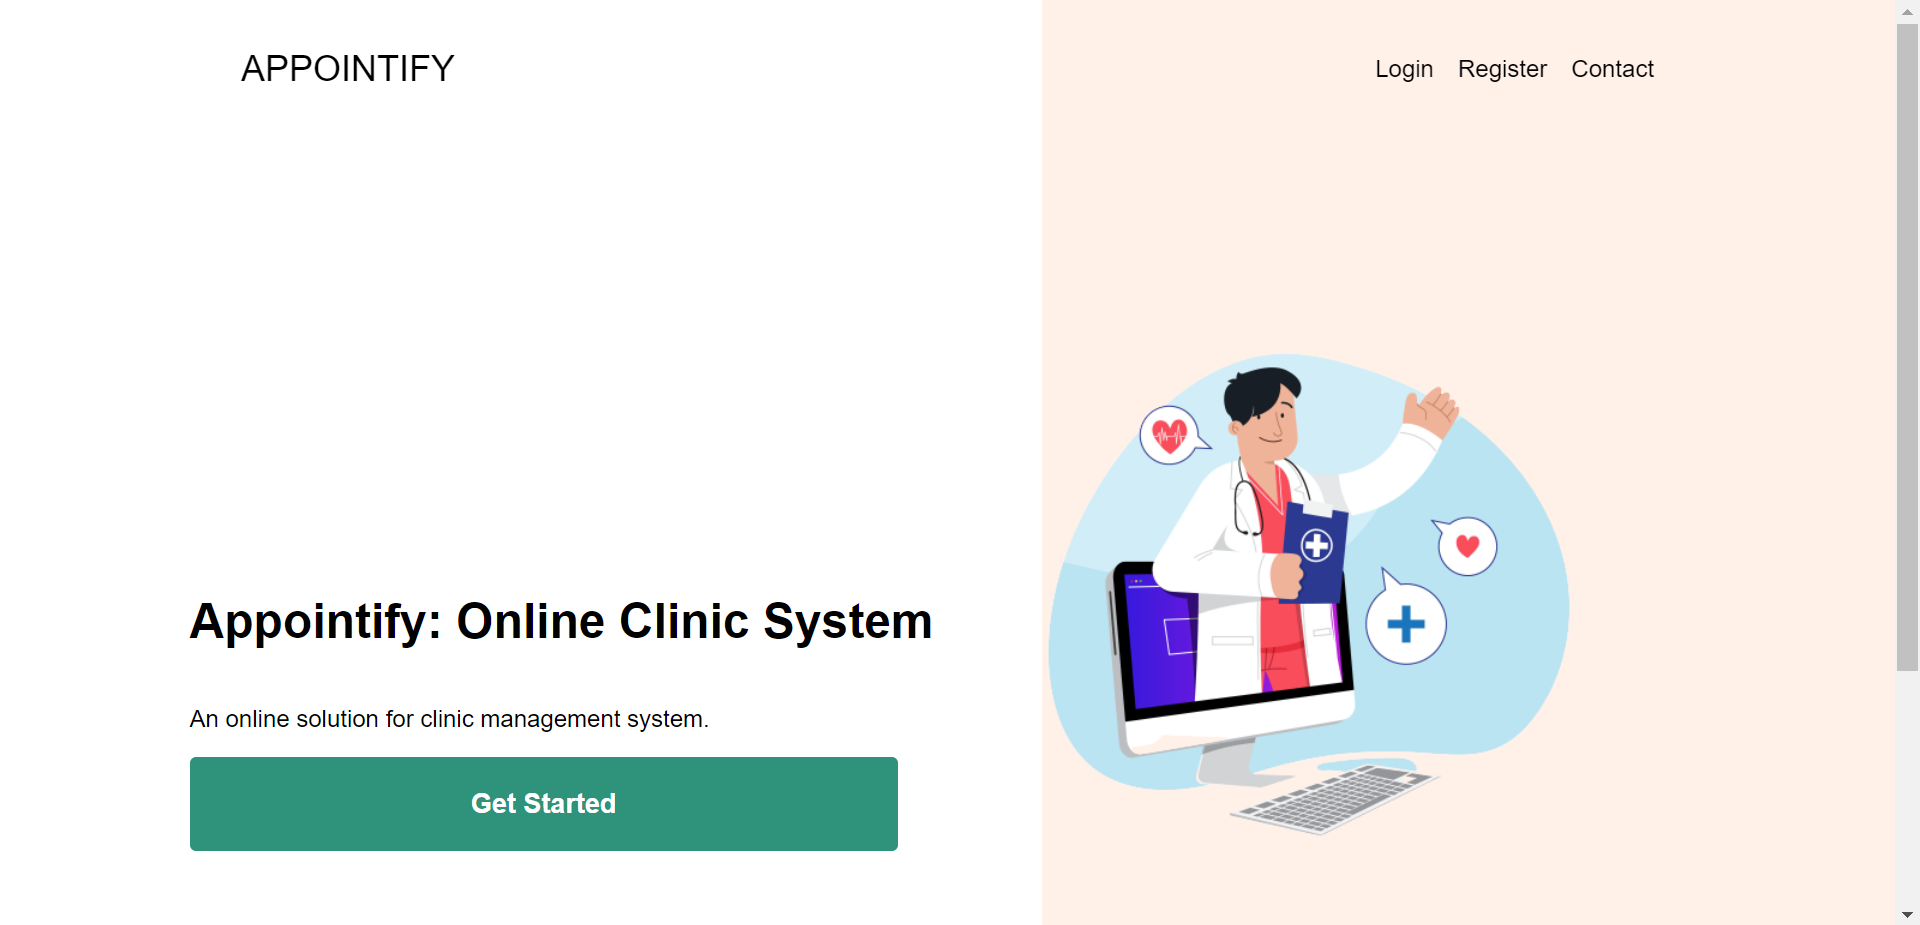 APPOINTIFY
Login Register Contact
Appointify: Online Clinic System
An online solution for clinic management system.
Get Started